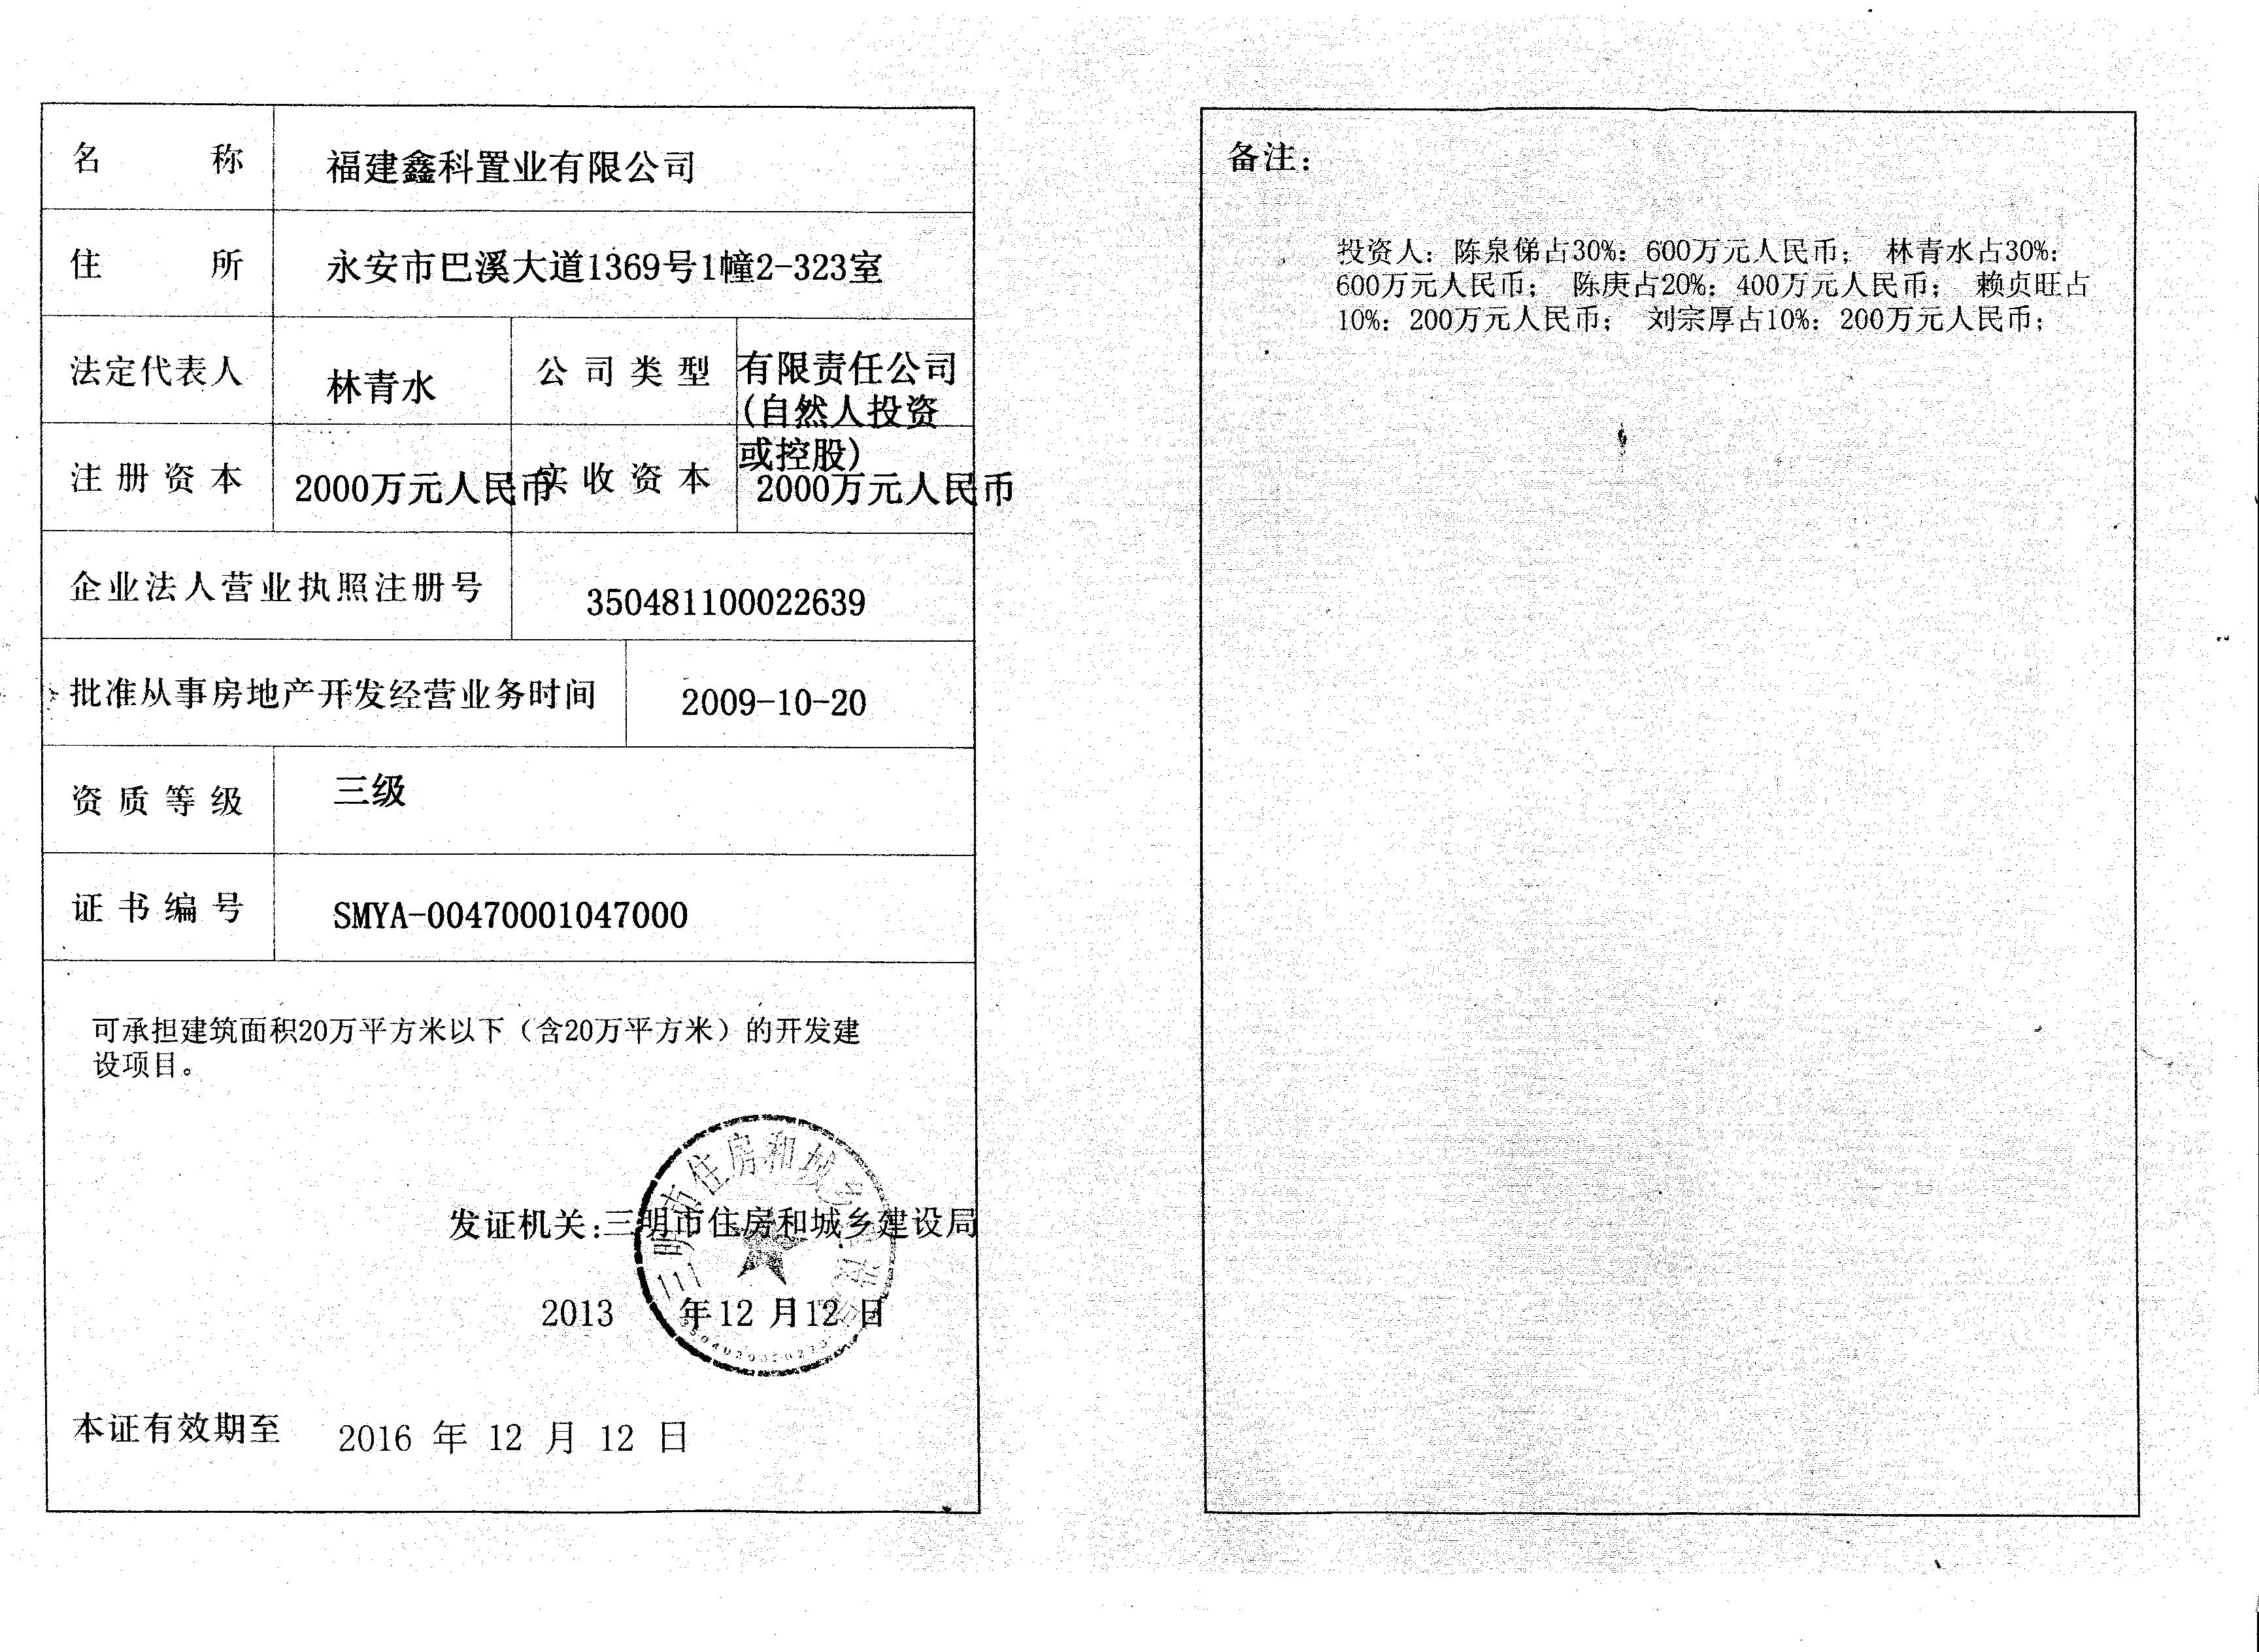 名称 福建鑫科置业有限公司
住所 永安市巴溪大道1369号1幢2-323室
法定代表人 林青水 公司类型 有限责任公司
(自然人投资
或控股)
注册资本 2000万元人民币 实收资本 2000万元人民币
企业法人营业执照注册号 350481100022639
批准从事房地产开发经营业务时间 2009-10-20
资质等级 三级
证书编号 SMYA-00470001047000
可承担建筑面积20万平方米以下（含20万平方米）的开发建
设项目。
三明市住房和城乡建设局
发证机关:三明市住房和城乡建设局
2013 年12 月12 日
本证有效期至 2016 年 12 月 12 日
备注:
投资人: 陈泉俤占30%: 600万元人民币; 林青水占30%:
600万元人民币; 陈庚占20%: 400万元人民币; 赖贞旺占
10%: 200万元人民币; 刘宗厚占10%: 200万元人民币;